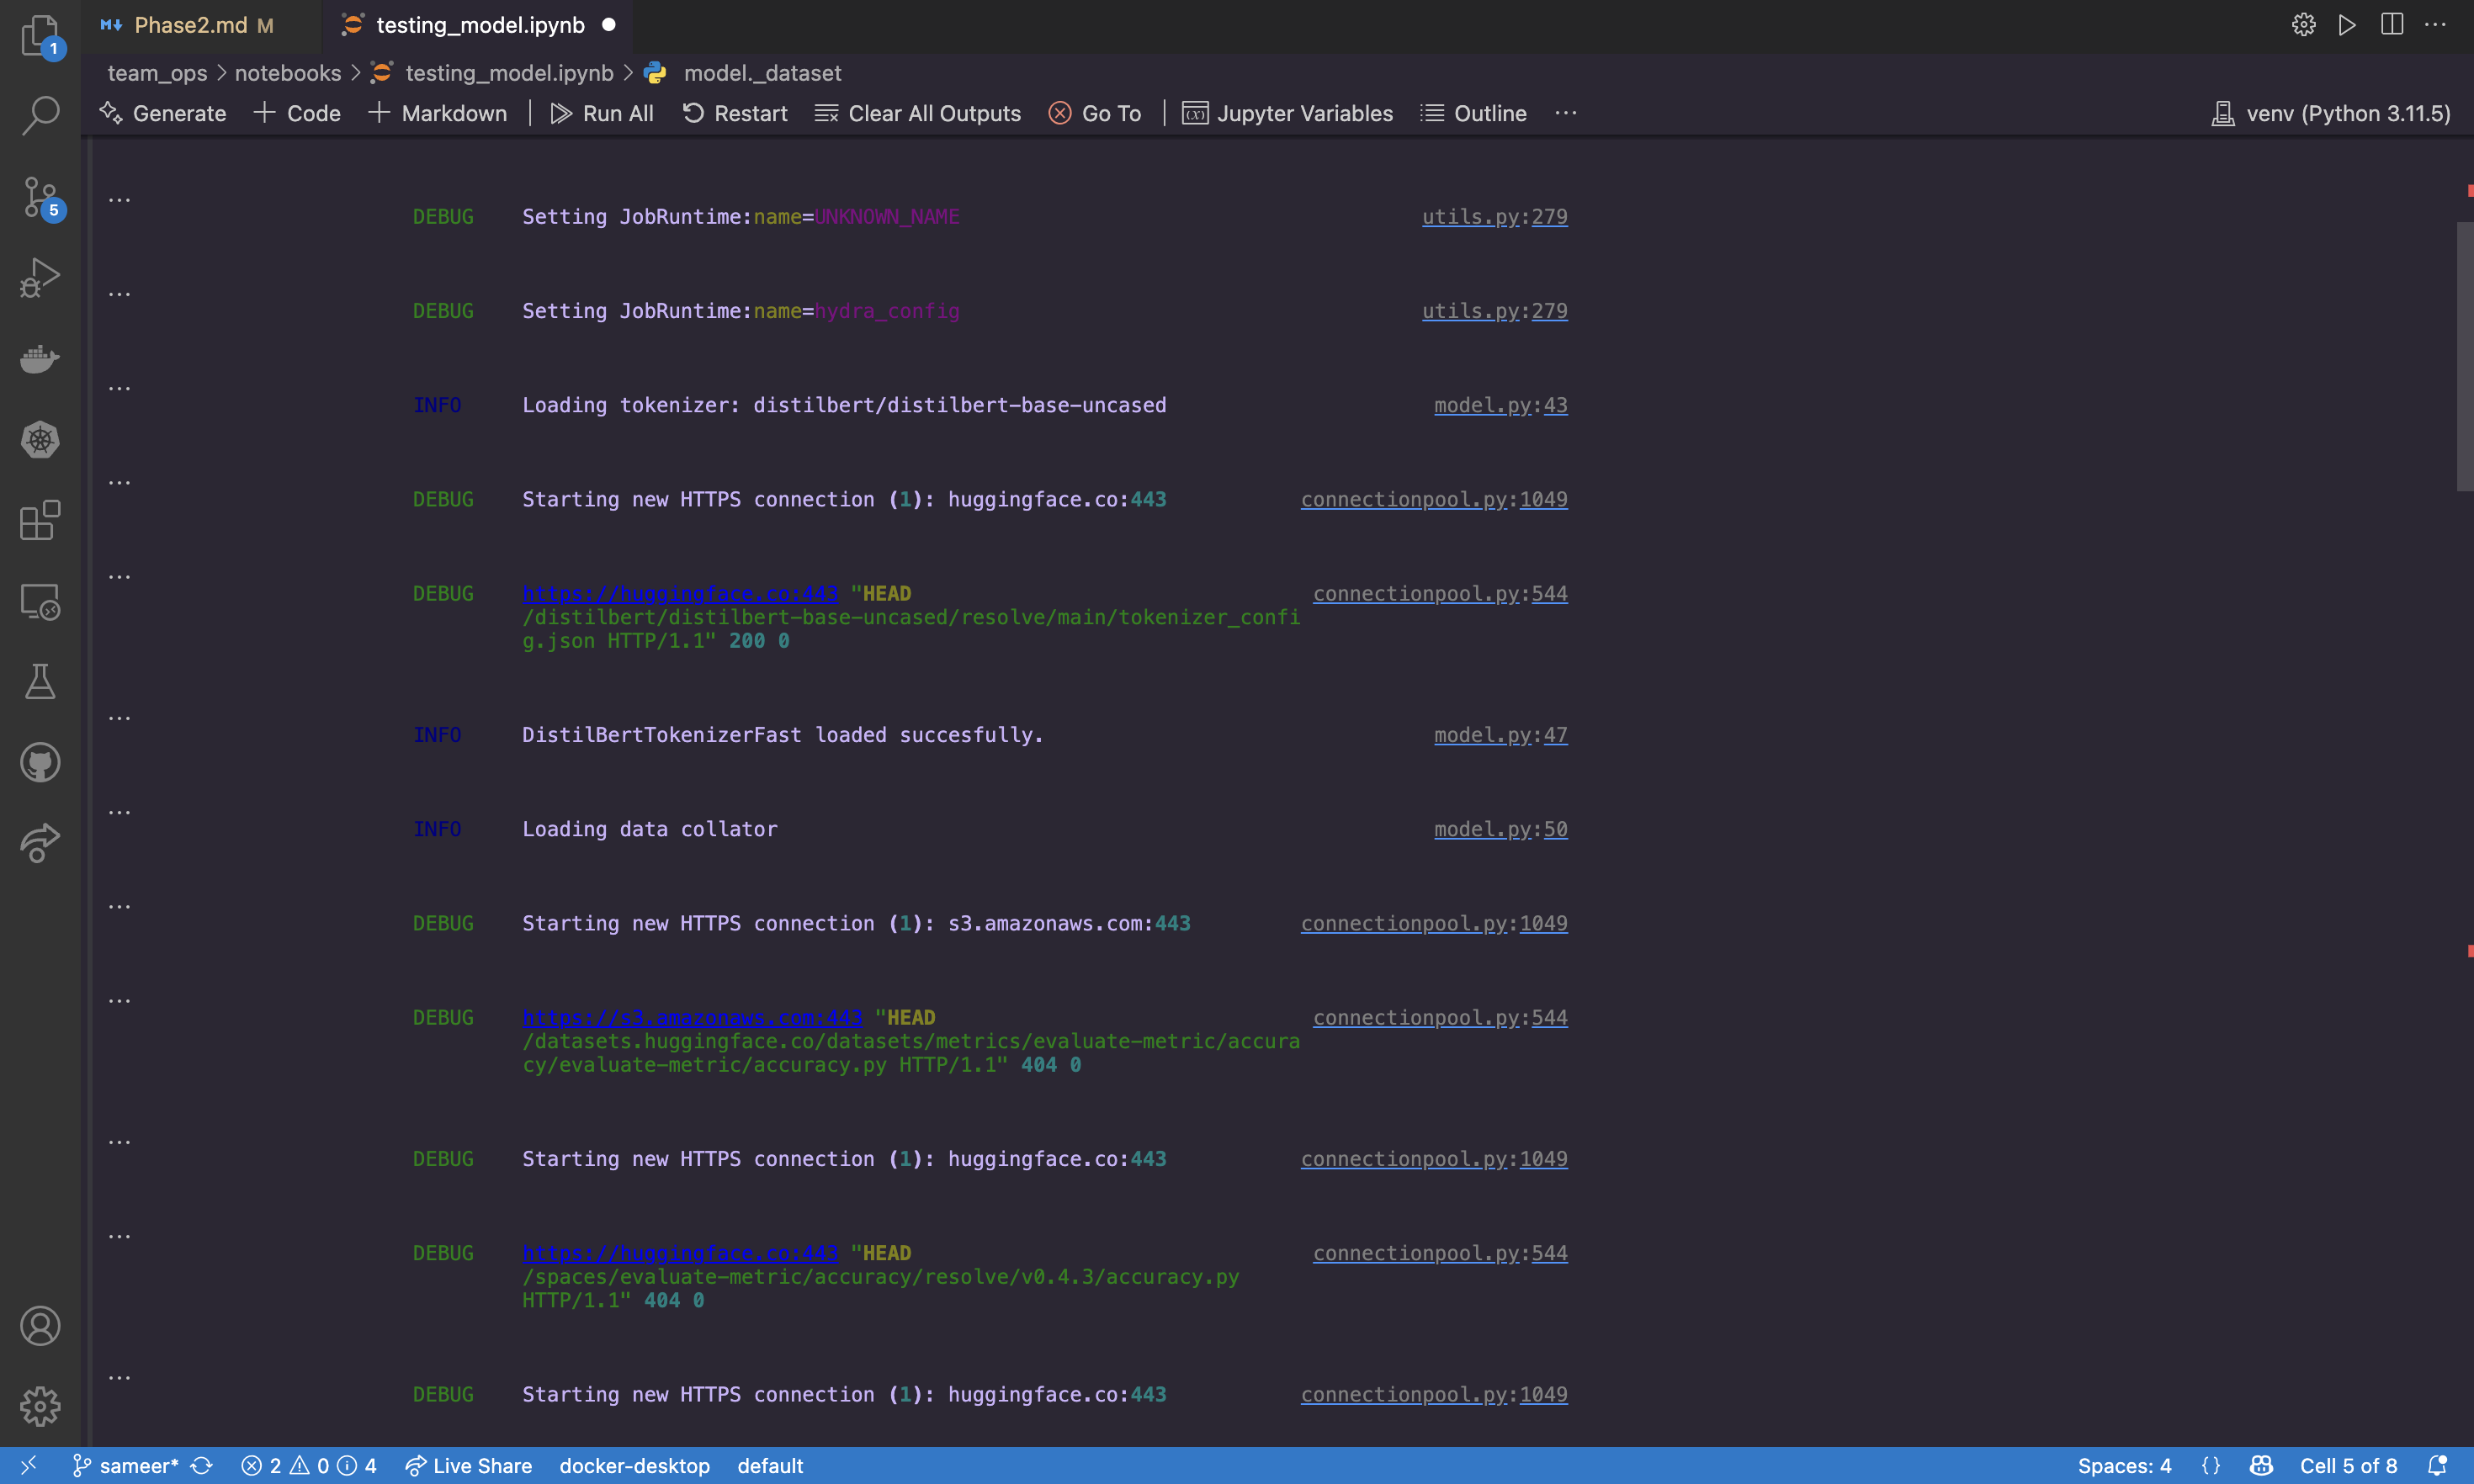 Phase2.md M
testing_model.ipynb
1
team_ops > notebooks > testing_model.ipynb > model._dataset
Generate + Code + Markdown | Run All Restart Clear All Outputs Go To | Jupyter Variables Outline ...
venv (Python 3.11.5)
5
...
DEBUG Setting JobRuntime:name=UNKNOWN_NAME utils.py:279
...
DEBUG Setting JobRuntime:name=hydra_config utils.py:279
...
INFO Loading tokenizer: distilbert/distilbert-base-uncased model.py:43
...
DEBUG Starting new HTTPS connection (1): huggingface.co:443 connectionpool.py:1049
...
DEBUG https://huggingface.co:443 "HEAD connectionpool.py:544
/distilbert/distilbert-base-uncased/resolve/main/tokenizer_confi
g.json HTTP/1.1" 200 0
...
INFO DistilBertTokenizerFast loaded succesfully. model.py:47
...
INFO Loading data collator model.py:50
...
DEBUG Starting new HTTPS connection (1): s3.amazonaws.com:443 connectionpool.py:1049
...
DEBUG https://s3.amazonaws.com:443 "HEAD connectionpool.py:544
/datasets.huggingface.co/datasets/metrics/evaluate-metric/accura
cy/evaluate-metric/accuracy.py HTTP/1.1" 404 0
...
DEBUG Starting new HTTPS connection (1): huggingface.co:443 connectionpool.py:1049
...
DEBUG https://huggingface.co:443 "HEAD connectionpool.py:544
/spaces/evaluate-metric/accuracy/resolve/v0.4.3/accuracy.py
HTTP/1.1" 404 0
...
DEBUG Starting new HTTPS connection (1): huggingface.co:443 connectionpool.py:1049
sameer* 2 0 4 Live Share docker-desktop default
Spaces: 4 {} Cell 5 of 8